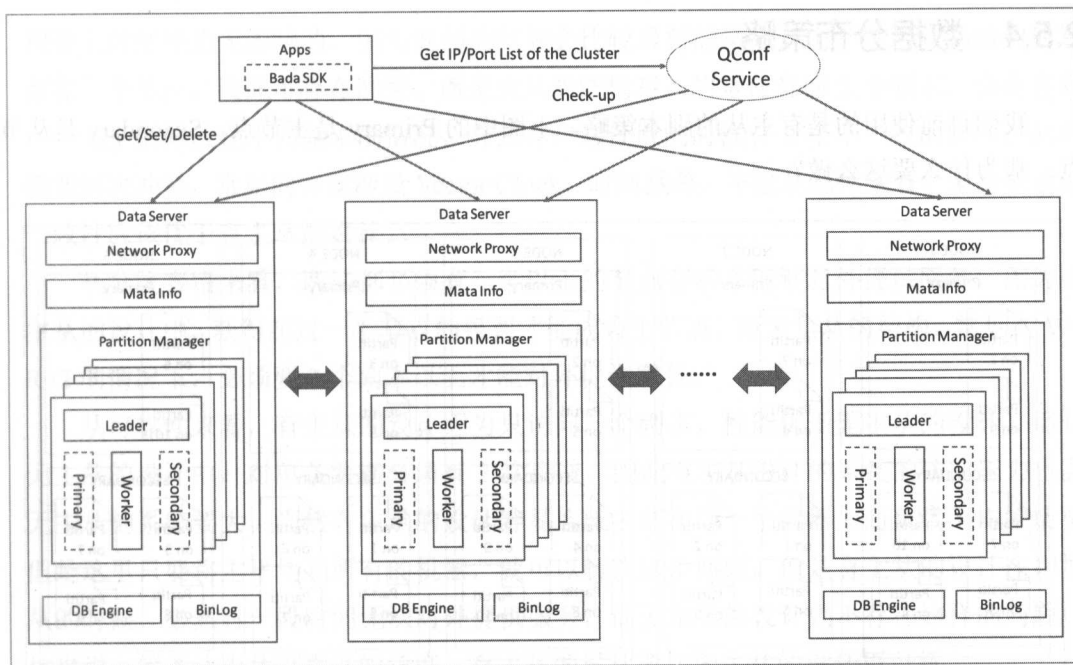 Apps
Bada SDK
Get IP/Port List of the Cluster
QConf
Service
Check-up
Get/Set/Delete
Data Server
Network Proxy
Mata Info
Partition Manager
Leader
Primary
Worker
Secondary
DB Engine
BinLog
Data Server
Network Proxy
Mata Info
Partition Manager
Leader
Primary
Worker
Secondary
DB Engine
BinLog
......
Data Server
Network Proxy
Mata Info
Partition Manager
Leader
Primary
Worker
Secondary
DB Engine
BinLog